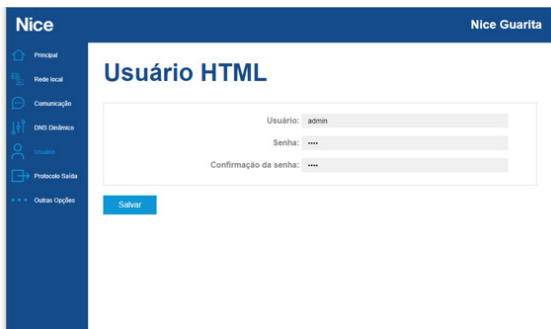 Nice
Nice Guarita
Principal
Rede local
Comunicação
DNS Dinâmico
Usuário
Protocolo Saída
Outras Opções
Usuário HTML
Usuário: admin
Senha: ••••
Confirmação da senha: ••••
Salvar